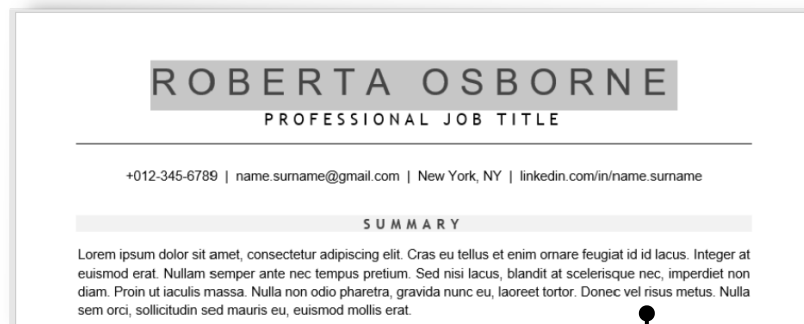 ROBERTA OSBORNE
PROFESSIONAL JOB TITLE
+012-345-6789 | name.surname@gmail.com | New York, NY | linkedin.com/in/name.surname
SUMMARY
Lorem ipsum dolor sit amet, consectetur adipiscing elit. Cras eu tellus et enim ornare feugiat id id lacus. Integer at
euismod erat. Nullam semper ante nec tempus pretium. Sed nisi lacus, blandit at scelerisque nec, imperdiet non
diam. Proin ut iaculis massa. Nulla non odio pharetra, gravida nunc eu, laoreet tortor. Donec vel risus metus. Nulla
sem orci, sollicitudin sed mauris eu, euismod mollis erat.